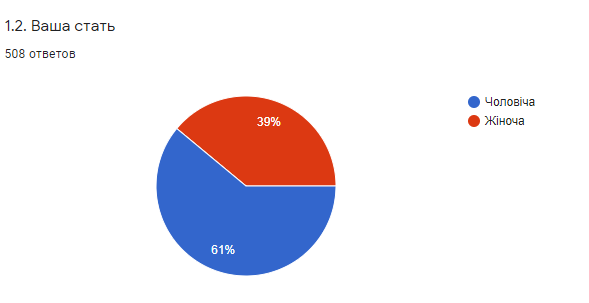 1.2. Ваша стать
508 ответов
Чоловіча
Жіноча
39%
61%